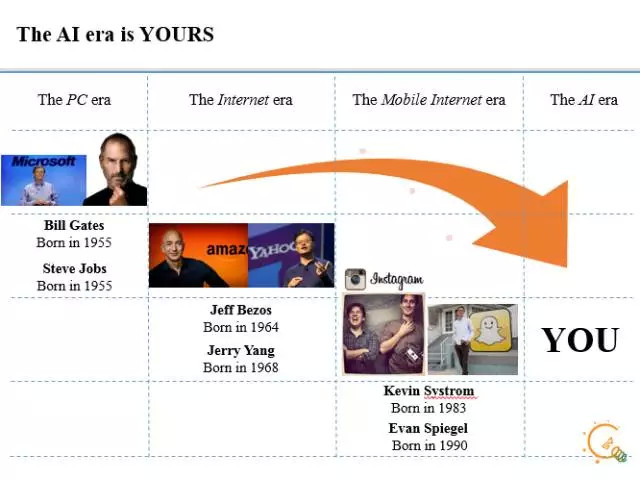 The AI era is YOURS
The PC era
The Internet era
The Mobile Internet era
The AI era
Microsoft
Bill Gates
Born in 1955
Steve Jobs
Born in 1955
amaz
YAHOO
Jeff Bezos
Born in 1964
Jerry Yang
Born in 1968
Instagram
Kevin Systrom
Born in 1983
Evan Spiegel
Born in 1990
YOU